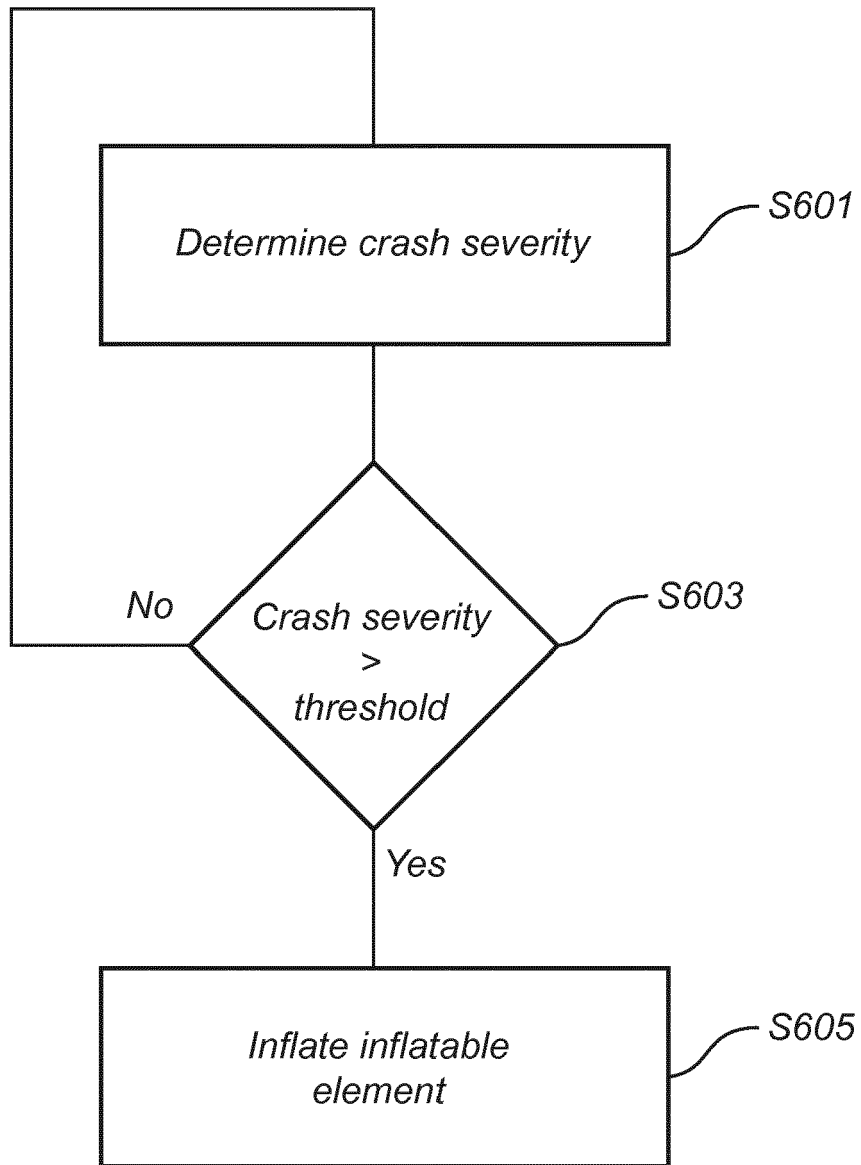 Determine crash severity
S601
No
Crash severity
>
threshold
S603
Yes
Inflate inflatable
element
S605